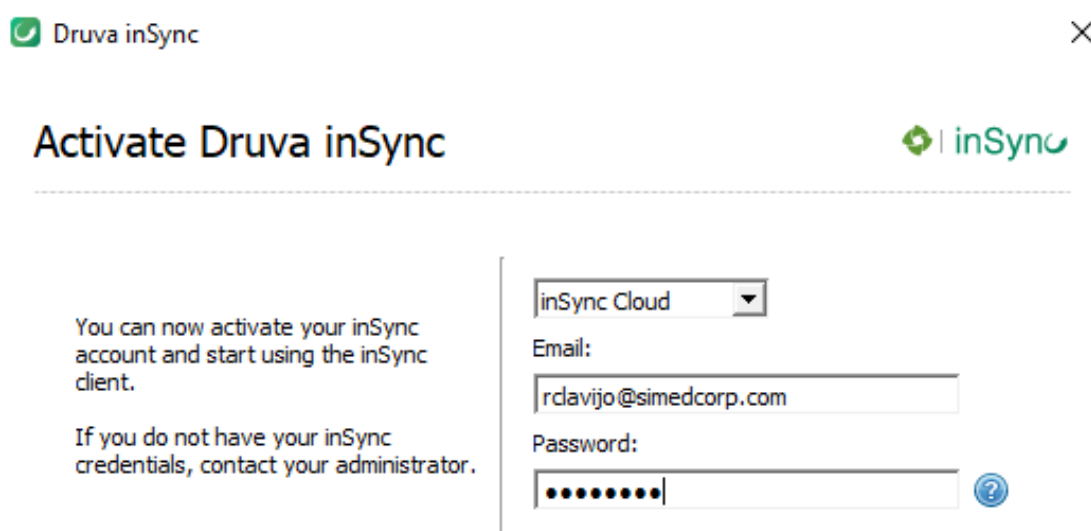 Druva inSync
Activate Druva inSync
inSync
You can now activate your inSync
account and start using the inSync
client.
If you do not have your inSync
credentials, contact your administrator.
inSync Cloud
Email:
rclavijo@simedcorp.com
Password:
••••••••
?